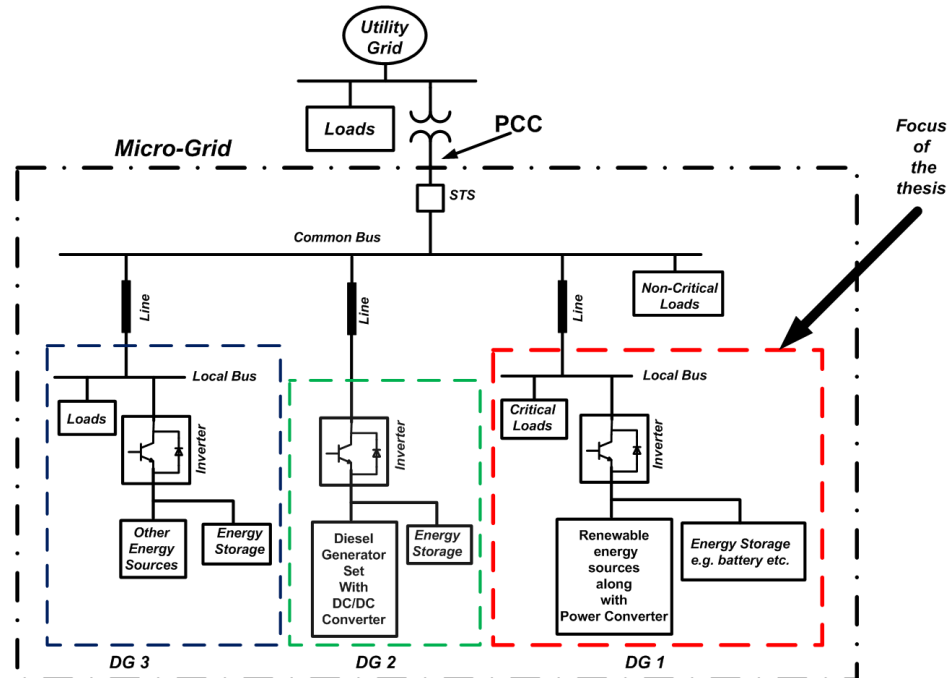 Utility
Grid
Loads
PCC
Micro-Grid
Focus
of
the
thesis
STS
Common Bus
Non-Critical
Loads
Line
Line
Line
Local Bus
Loads
Inverter
Other
Energy
Sources
Energy
Storage
DG 3
Inverter
Diesel
Generator
Set
With
DC/DC
Converter
Energy
Storage
DG 2
Local Bus
Critical
Loads
Inverter
Renewable
energy
sources
along
with
Power Converter
Energy Storage
e.g. battery etc.
DG 1